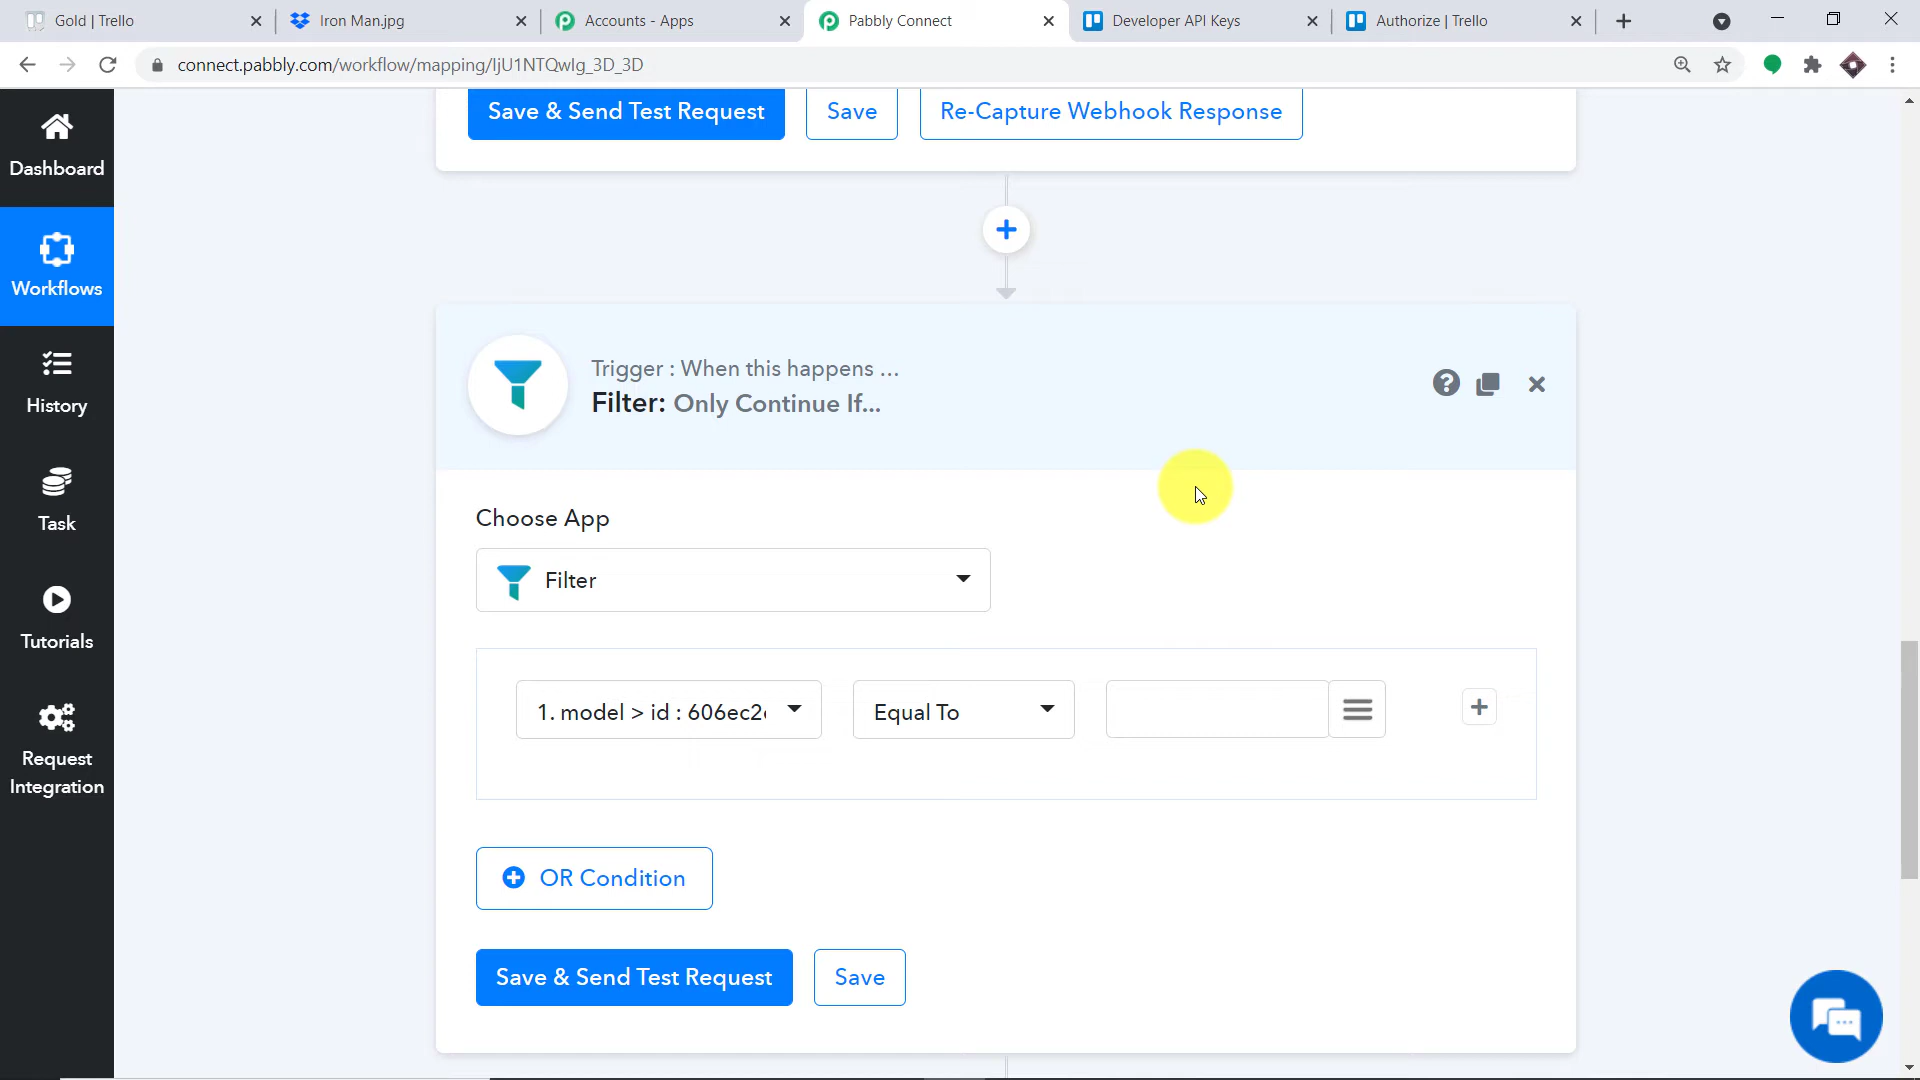 Gold | Trello
Iron Man.jpg
Accounts - Apps
Pabbly Connect
Developer API Keys
Authorize | Trello
connect.pabbly.com/workflow/mapping/IjU1NTQwIg_3D_3D
Dashboard
Workflows
History
Task
Tutorials
Request
Integration
Save & Send Test Request
Save
Re-Capture Webhook Response
Trigger : When this happens ...
Filter: Only Continue If...
Choose App
Filter
1. model > id : 606ec2
Equal To
OR Condition
Save & Send Test Request
Save